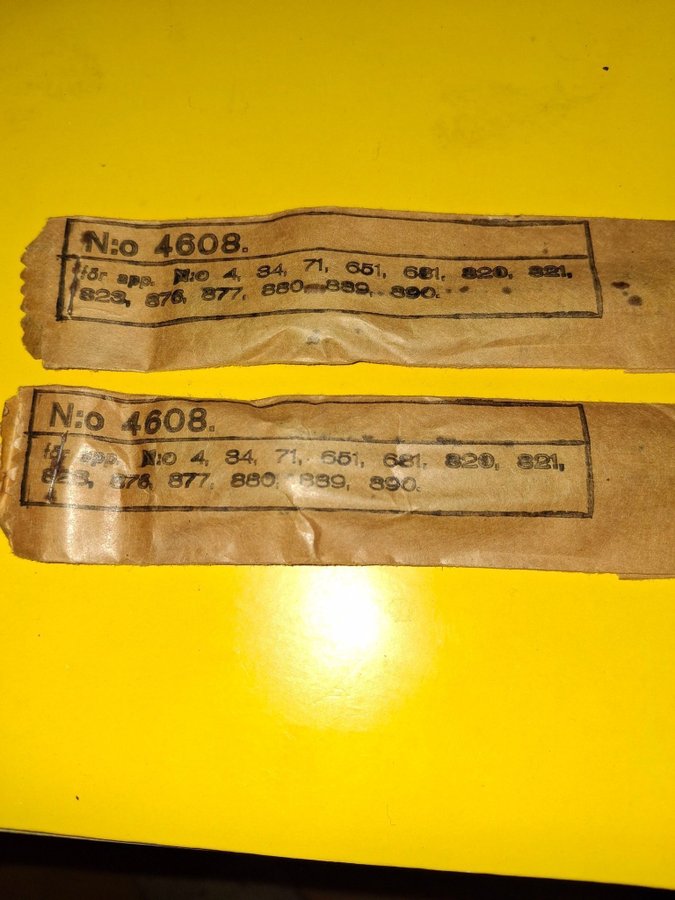 N:o 4608.
för app. N:o 4, 34, 71, 651, 681, 820, 821,
823, 876, 877, 880, 889, 890.
N:o 4608.
för app. N:o 4, 34, 71, 651, 681, 820, 821,
823, 876, 877, 880, 889, 890.